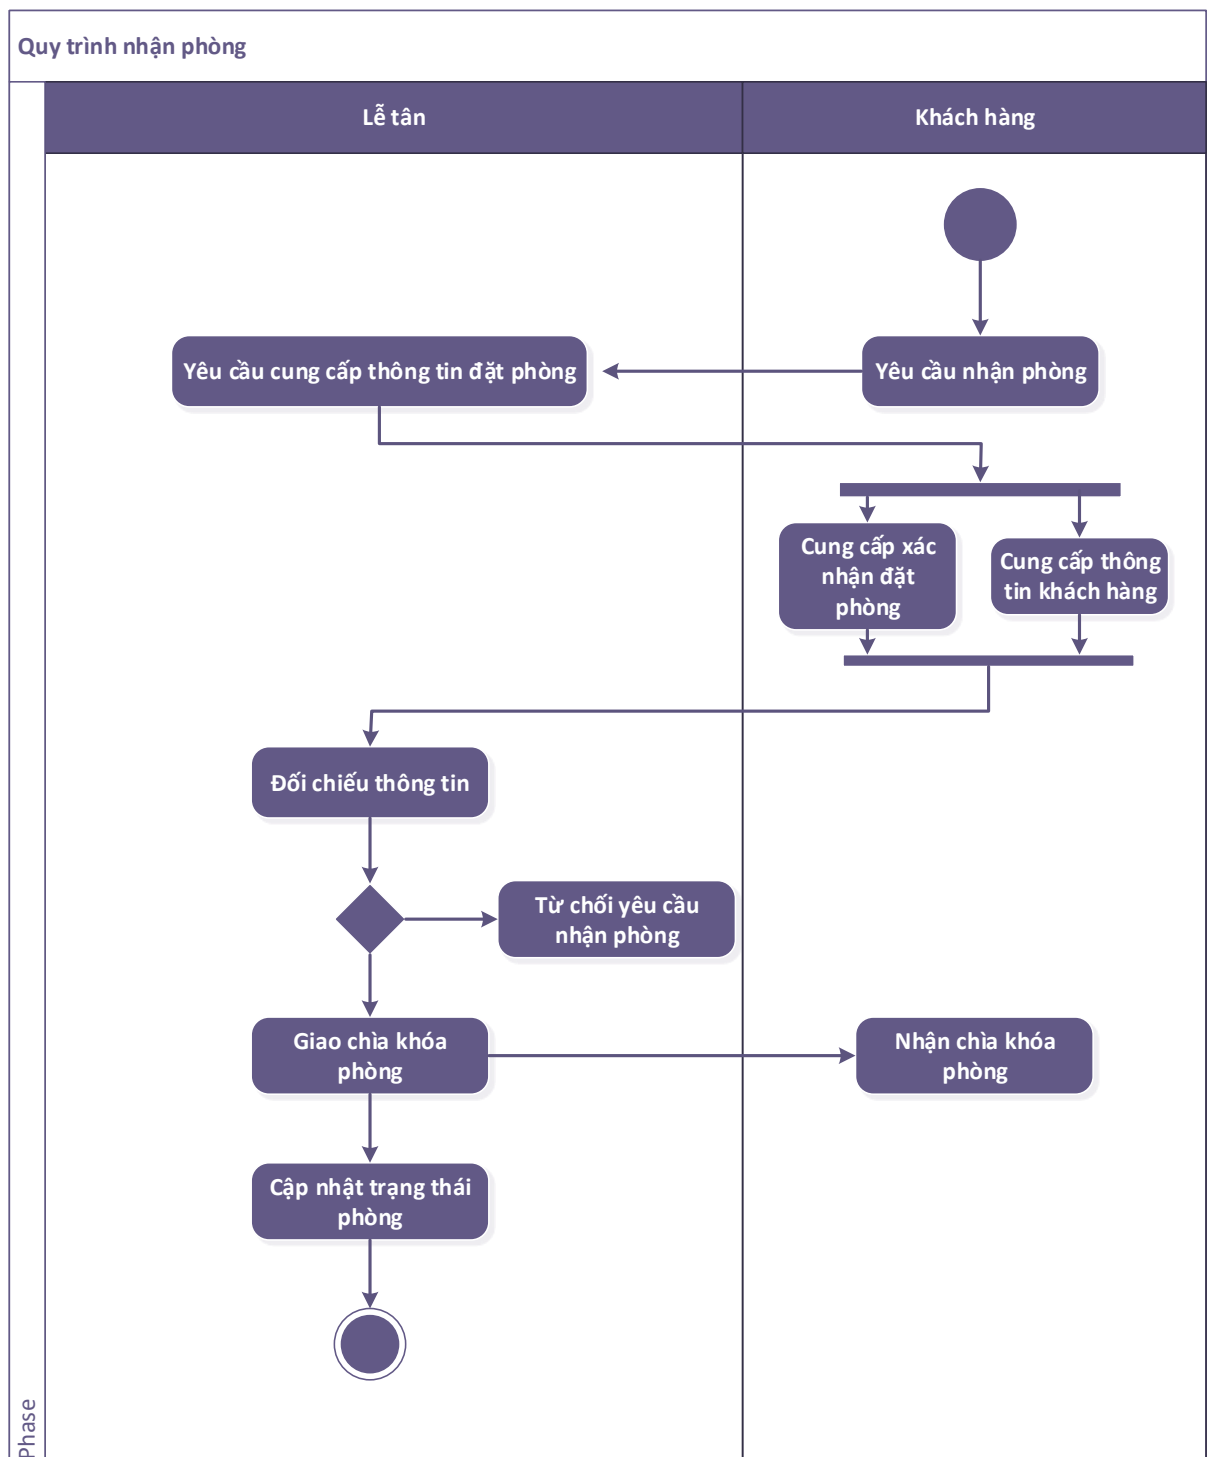 Quy trình nhận phòng
Lễ tân
Khách hàng
Yêu cầu cung cấp thông tin đặt phòng
Yêu cầu nhận phòng
Cung cấp xác
nhận đặt
phòng
Cung cấp thông
tin khách hàng
Đối chiếu thông tin
Từ chối yêu cầu
nhận phòng
Giao chìa khóa
phòng
Nhận chìa khóa
phòng
Cập nhật trạng thái
phòng
Phase